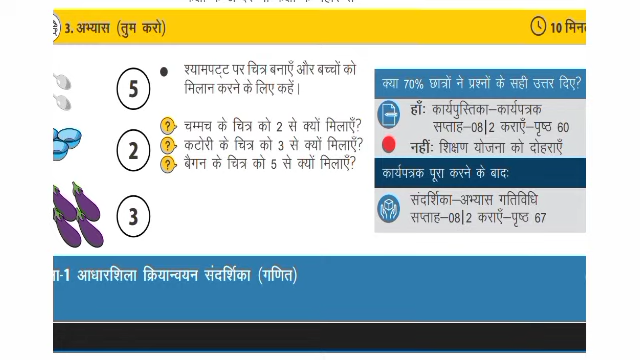 3. अभ्यास (तुम करो)
10 मिनट
5
श्यामपट्ट पर चित्र बनाएँ और बच्चों को
मिलान करने के लिए कहें।
2
चम्मच के चित्र को 2 से क्यों मिलाएँ?
कटोरी के चित्र को 3 से क्यों मिलाएँ?
बैगन के चित्र को 5 से क्यों मिलाएँ?
3
क्या 70% छात्रों ने प्रश्नों के सही उत्तर दिए?
हाँः कार्यपुस्तिका–कार्यपत्रक
सप्ताह–08|2 कराएँ–पृष्ठ 60
नहींः शिक्षण योजना को दोहराएँ
कार्यपत्रक पूरा करने के बादः
संदर्शिका–अभ्यास गतिविधि
सप्ताह–08|2 कराएँ–पृष्ठ 67
-1 आधारशिला क्रियान्वयन संदर्शिका (गणित)